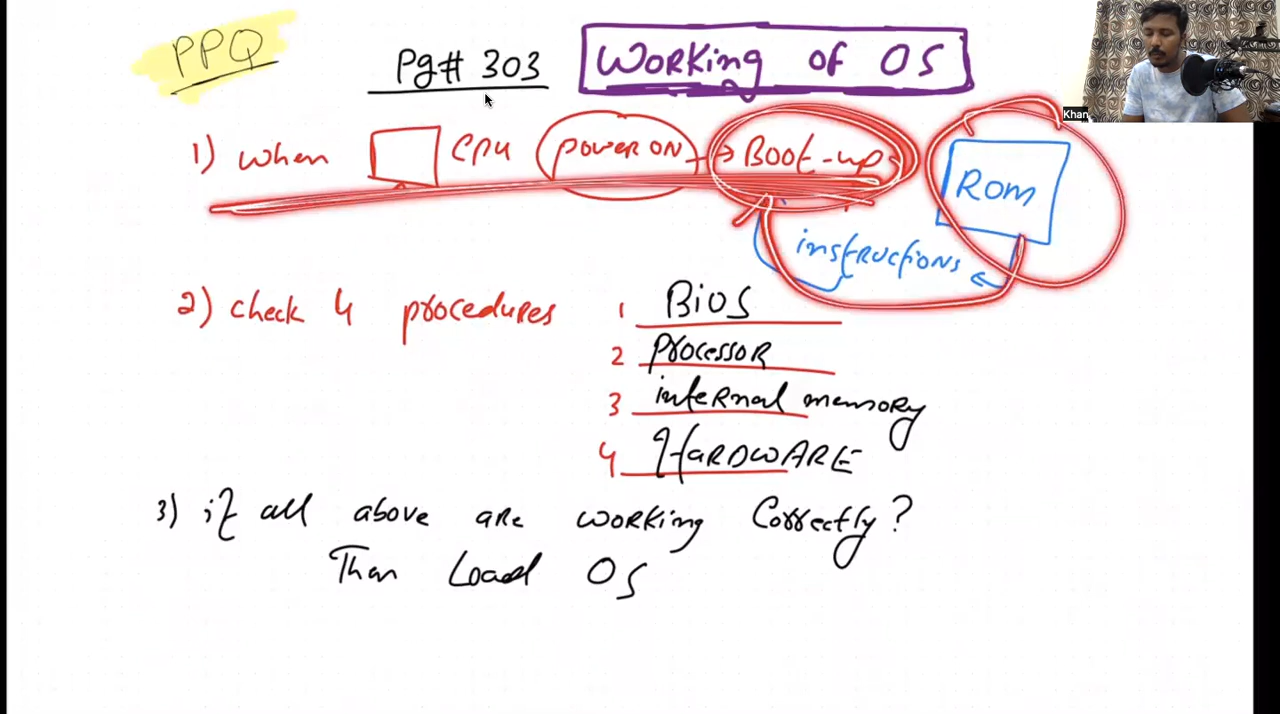 PPQ
Pg# 303
Working of OS
Khan
1) when CPU power ON → Boot-up
ROM
instructions
2) check 4 procedures
1 BIOS
2 processor
3 internal memory
4 HARDWARE
3) if all above are working Correctly?
Then Load OS